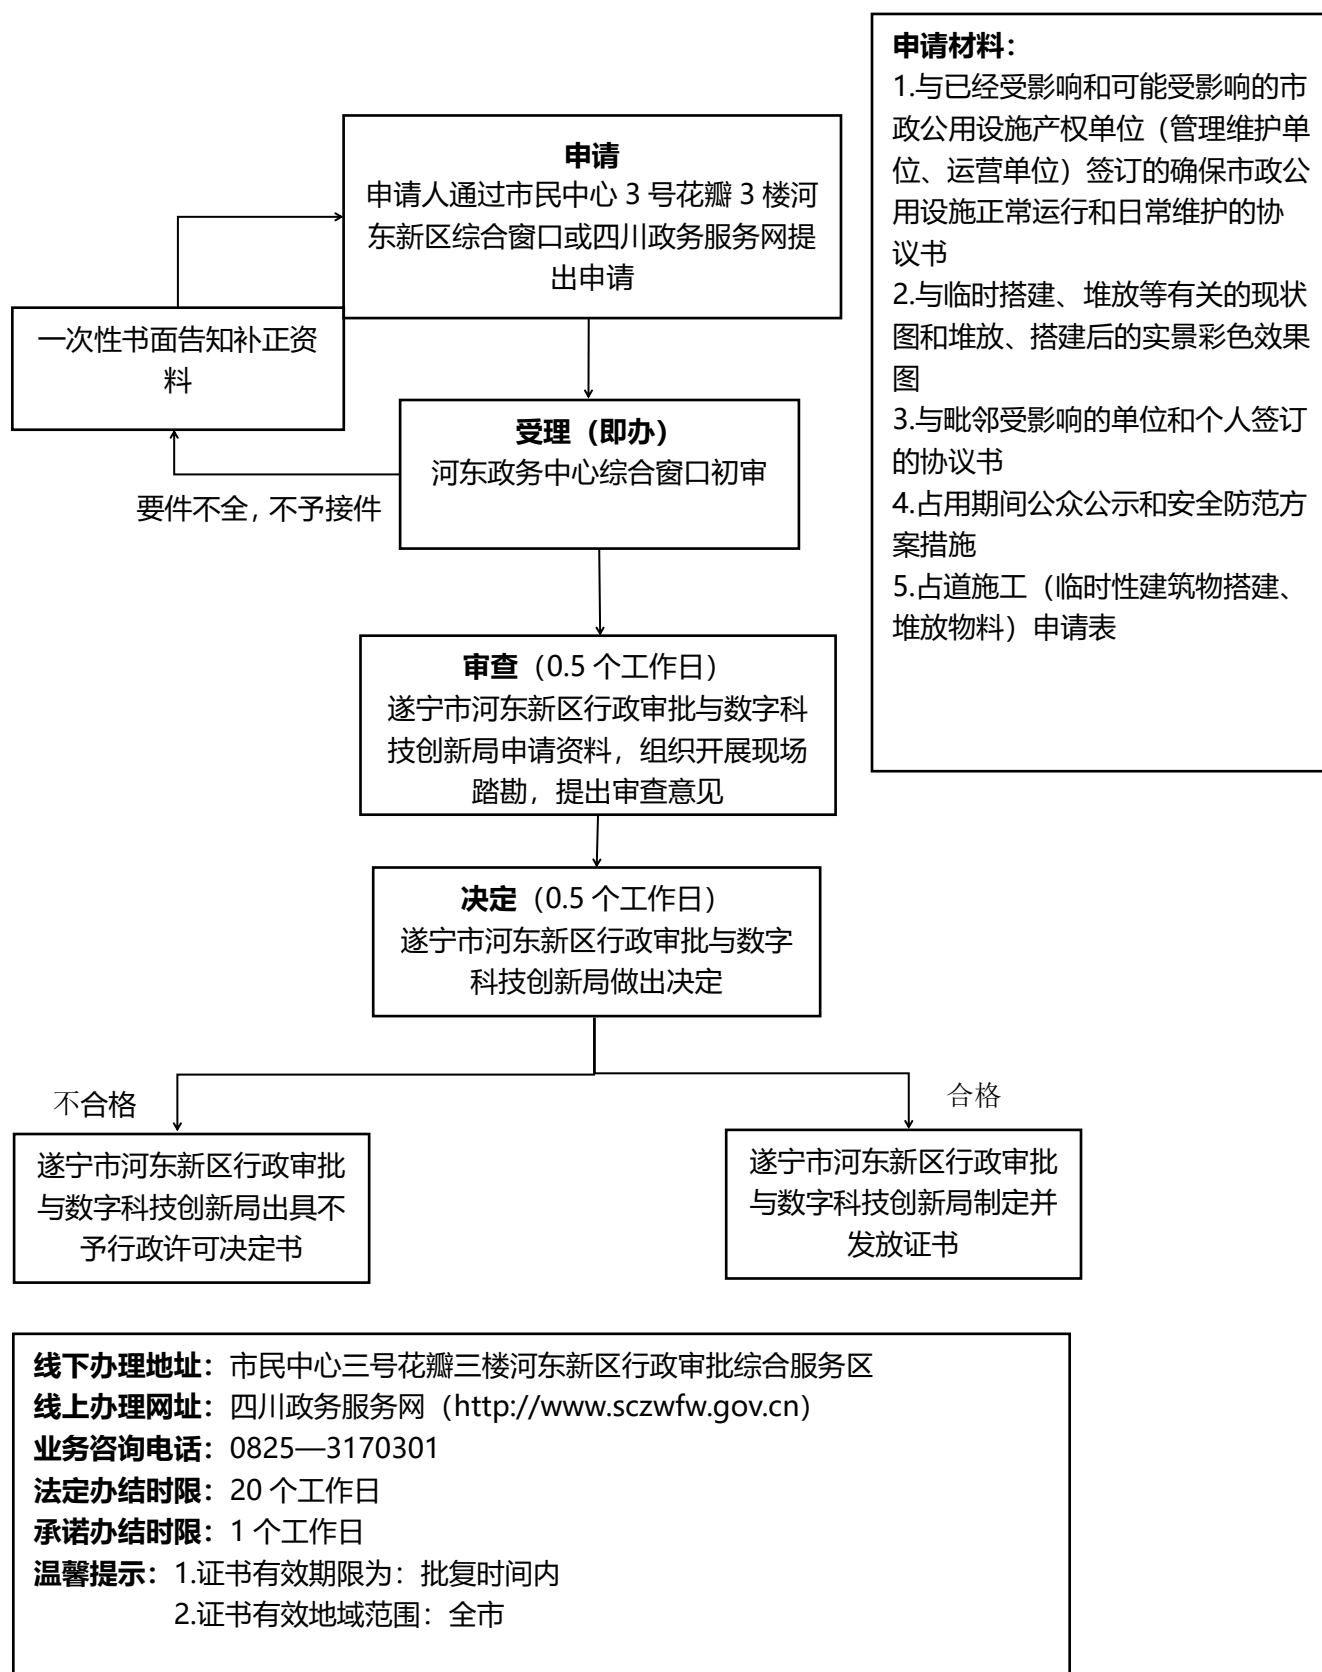 申请材料：
1.与已经受影响和可能受影响的市
政公用设施产权单位（管理维护单
位、运营单位）签订的确保市政公
用设施正常运行和日常维护的协
议书
2.与临时搭建、堆放等有关的现状
图和堆放、搭建后的实景彩色效果
图
3.与毗邻受影响的单位和个人签订
的协议书
4.占用期间公众公示和安全防范方
案措施
5.占道施工（临时性建筑物搭建、
堆放物料）申请表
申请
申请人通过市民中心 3 号花瓣 3 楼河
东新区综合窗口或四川政务服务网提
出申请
一次性书面告知补正资
料
受理（即办）
河东政务中心综合窗口初审
要件不全，不予接件
审查（0.5 个工作日）
遂宁市河东新区行政审批与数字科
技创新局申请资料，组织开展现场
踏勘，提出审查意见
决定（0.5 个工作日）
遂宁市河东新区行政审批与数字
科技创新局做出决定
不合格
合格
遂宁市河东新区行政审批
与数字科技创新局出具不
予行政许可决定书
遂宁市河东新区行政审批
与数字科技创新局制定并
发放证书
线下办理地址：市民中心三号花瓣三楼河东新区行政审批综合服务区
线上办理网址：四川政务服务网（http://www.sczwfw.gov.cn）
业务咨询电话：0825—3170301
法定办结时限：20 个工作日
承诺办结时限：1 个工作日
温馨提示：1.证书有效期限为：批复时间内
2.证书有效地域范围：全市